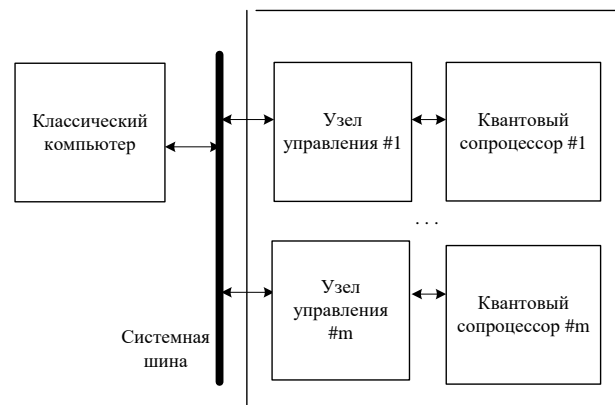 Классический
компьютер
Узел
управления #1
Квантовый
сопроцессор #1
. . .
Узел
управления
#m
Квантовый
сопроцессор #m
Системная
шина